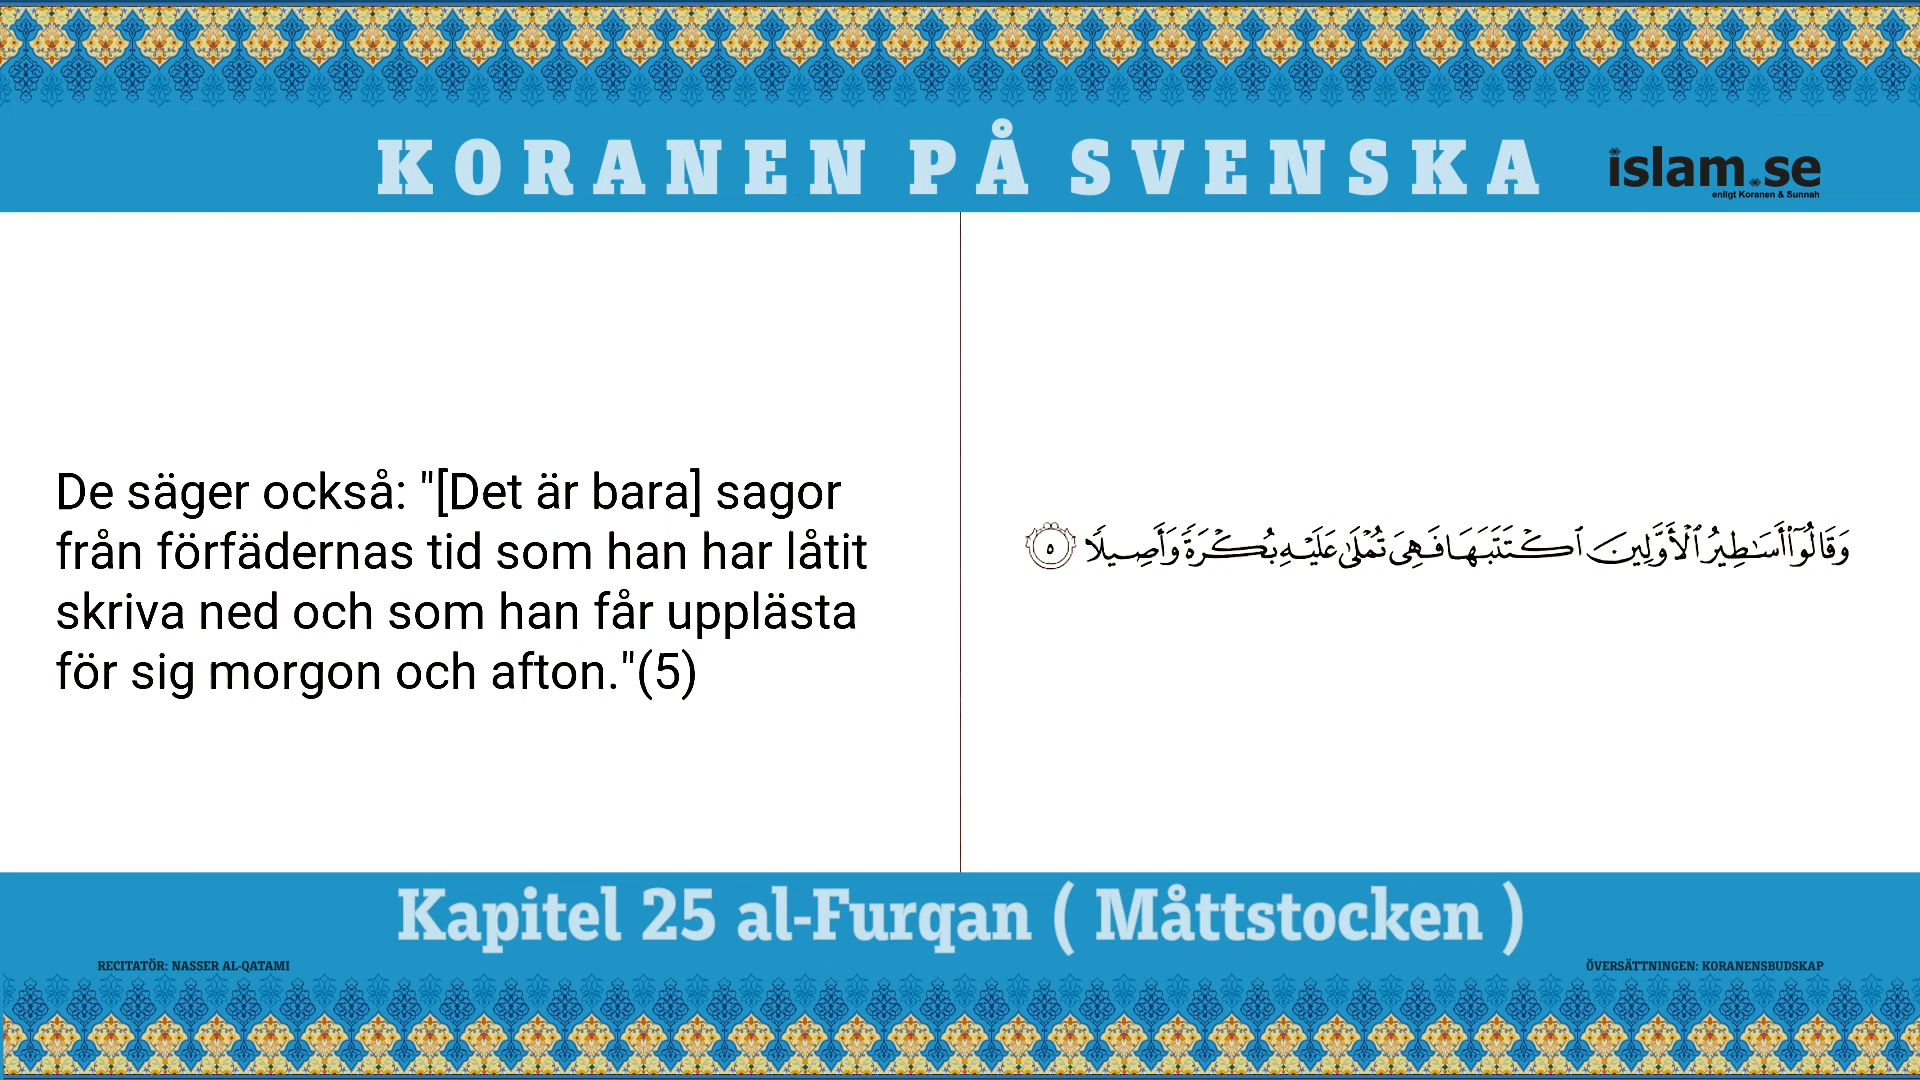 KORANEN PÅ SVENSKA
islam.se
enligt Koranen & Sunnah
De säger också: "[Det är bara] sagor
från förfädernas tid som han har låtit
skriva ned och som han får upplästa
för sig morgon och afton."(5)
وَقَالُوٓا۟ أَسَـٰطِيرُ ٱلْأَوَّلِينَ ٱكْتَتَبَهَا فَهِىَ تُمْلَىٰ عَلَيْهِ بُكْرَةً وَأَصِيلًا ٥
Kapitel 25 al-Furqan ( Måttstocken )
RECITATÖR: NASSER AL-QATAMI
ÖVERSÄTTNINGEN: KORANENSBUDSKAP